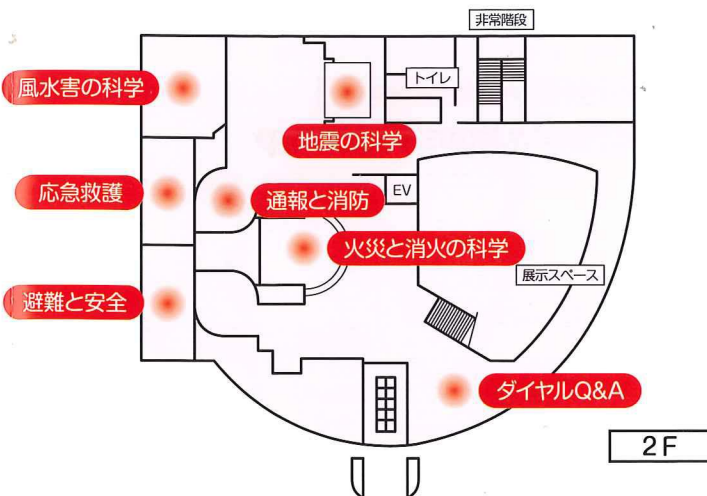 非常階段
トイレ
風水害の科学
地震の科学
応急救護
通報と消防
EV
火災と消火の科学
展示スペース
避難と安全
ダイヤルQ&A
2F